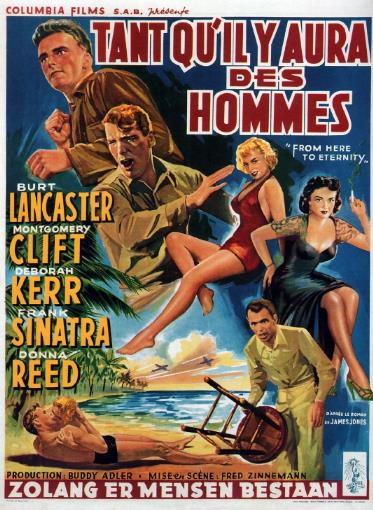 COLUMBIA FILMS S.A.B. Présente
TANT QU'IL Y AURA
DES
HOMMES
"FROM HERE
TO ETERNITY"
BURT
LANCASTER
MONTGOMERY
CLIFT
DEBORAH
KERR
FRANK
SINATRA
DONNA
REED
D'APRÈS LE ROMAN
DE JAMES JONES
PRODUCTION: BUDDY ADLER • MISE en SCÈNE: FRED ZINNEMANN
ZOLANG ER MENSEN BESTAAN